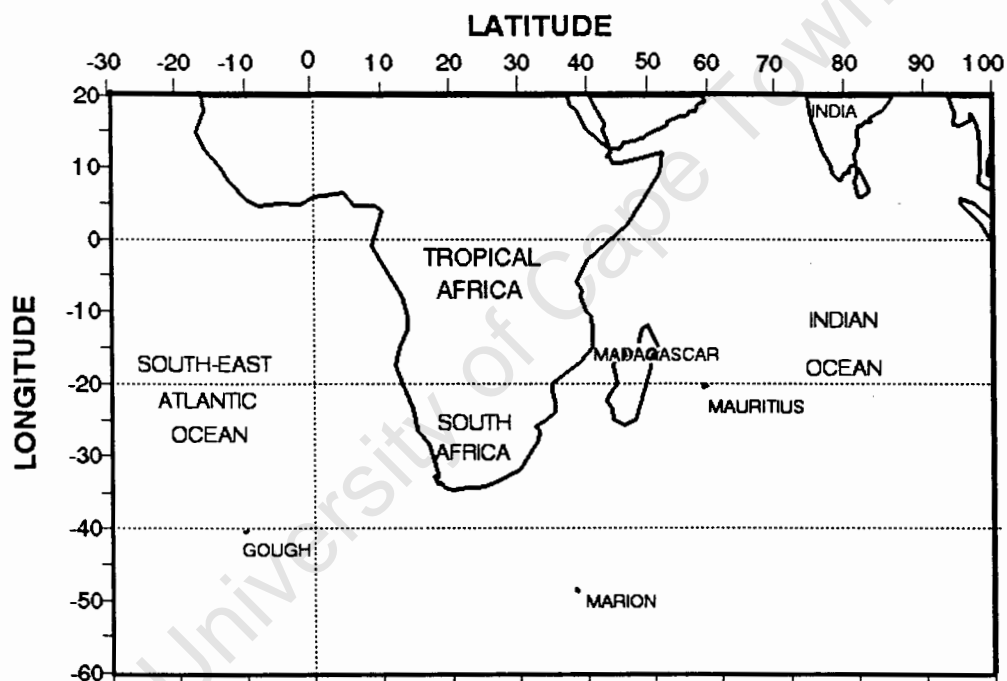 LATITUDE
-30 -20 -10 0 10 20 30 40 50 60 70 80 90 100
20
INDIA
10
0
TROPICAL
AFRICA
-10
INDIAN
MADAGASCAR
SOUTH-EAST
OCEAN
-20
ATLANTIC
MAURITIUS
OCEAN
SOUTH
AFRICA
-30
LONGITUDE
-40
GOUGH
-50
MARION
-60
University of Cape Town